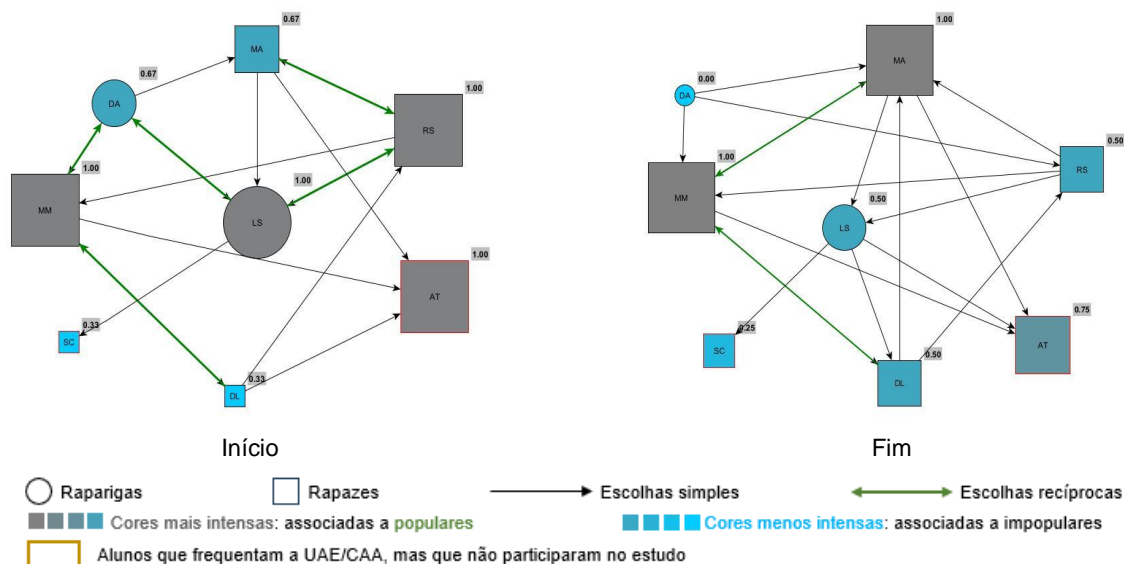 0.67
MA
0.67
DA
1.00
RS
1.00
MM
1.00
LS
1.00
AT
0.33
SC
0.33
DL
Início
1.00
MA
0.00
DA
0.50
RS
1.00
MM
0.50
LS
0.75
AT
0.25
SC
0.50
DL
Fim
Raparigas
Rapazes
Escolhas simples
Escolhas recíprocas
Cores mais intensas: associadas a populares
Cores menos intensas: associadas a impopulares
Alunos que frequentam a UAE/CAA, mas que não participaram no estudo